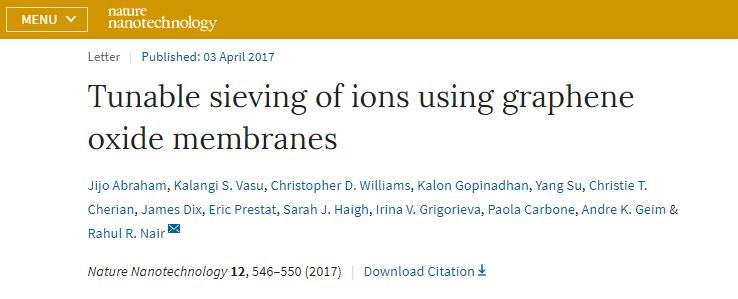 MENU
nature
nanotechnology
Letter | Published: 03 April 2017
Tunable sieving of ions using graphene
oxide membranes
Jijo Abraham, Kalangi S. Vasu, Christopher D. Williams, Kalon Gopinadhan, Yang Su, Christie T.
Cherian, James Dix, Eric Prestat, Sarah J. Haigh, Irina V. Grigorieva, Paola Carbone, Andre K. Geim &
Rahul R. Nair
Nature Nanotechnology 12, 546–550 (2017) | Download Citation